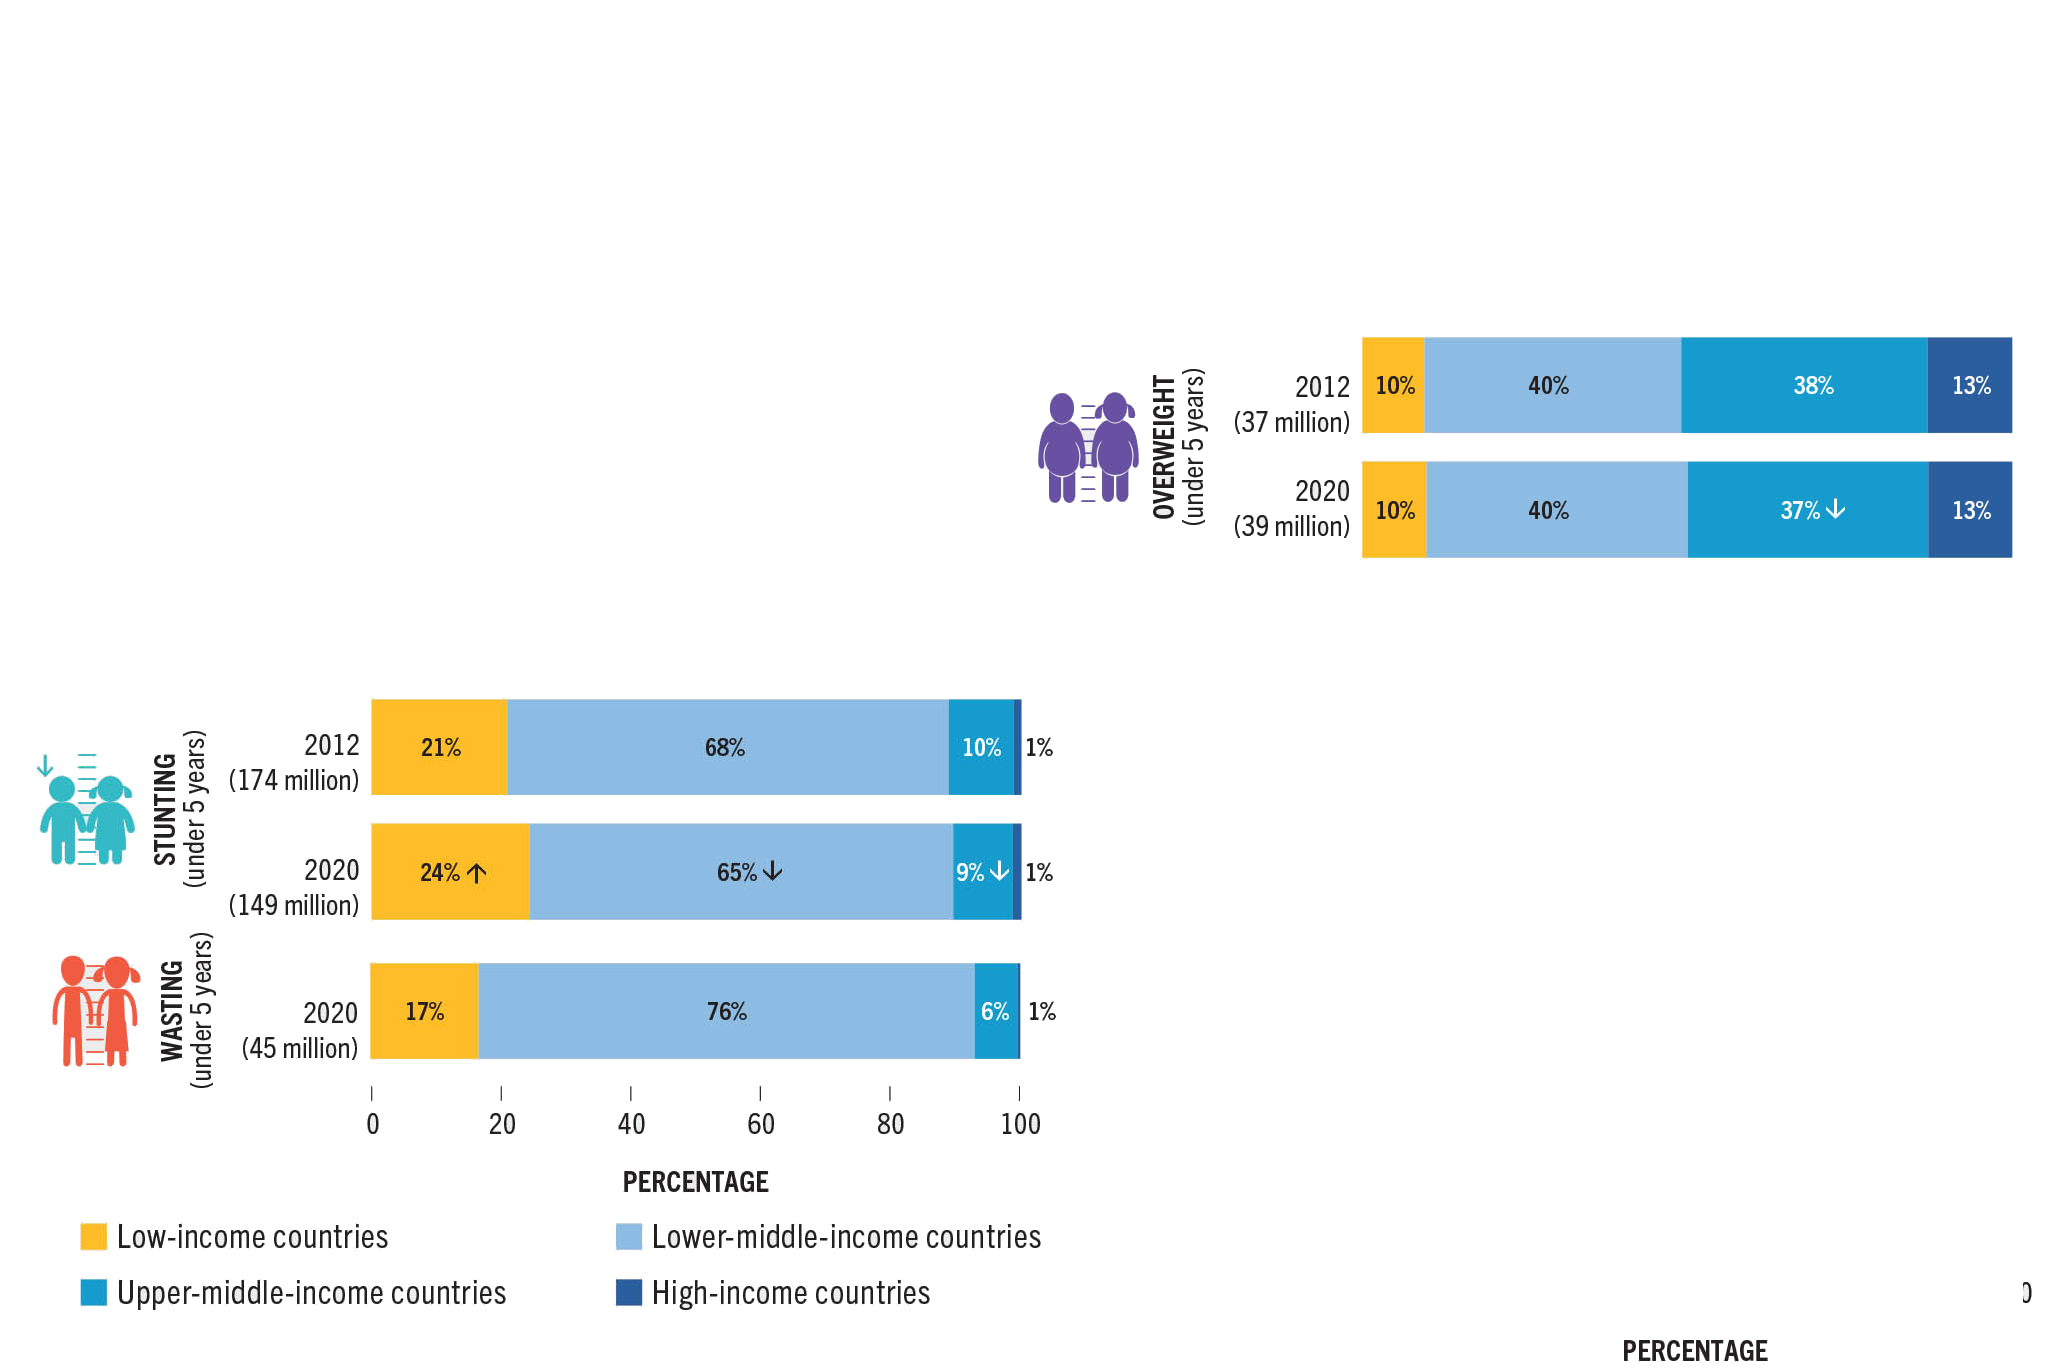 OVERWEIGHT
(under 5 years)
2012
(37 million)
10% 40% 38% 13%
2020
(39 million)
10% 40% 37% 13%
STUNTING
(under 5 years)
2012
(174 million)
21% 68% 10% 1%
2020
(149 million)
24% 65% 9% 1%
WASTING
(under 5 years)
2020
(45 million)
17% 76% 6% 1%
0 20 40 60 80 100
PERCENTAGE
Low-income countries
Lower-middle-income countries
Upper-middle-income countries
High-income countries
0
PERCENTAGE